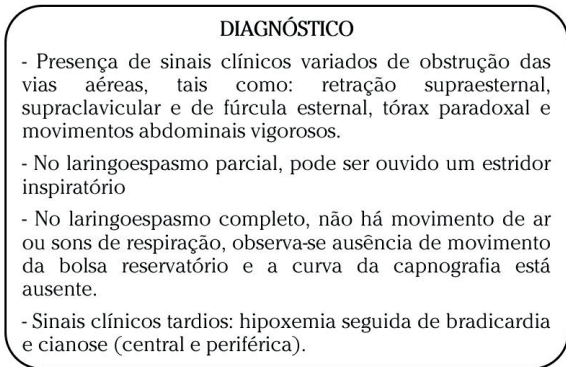 DIAGNÓSTICO
- Presença de sinais clínicos variados de obstrução das
vias aéreas, tais como: retração supraesternal,
supraclavicular e de fúrcula esternal, tórax paradoxal e
movimentos abdominais vigorosos.
- No laringoespasmo parcial, pode ser ouvido um estridor
inspiratório
- No laringoespasmo completo, não há movimento de ar
ou sons de respiração, observa-se ausência de movimento
da bolsa reservatório e a curva da capnografia está
ausente.
- Sinais clínicos tardios: hipoxemia seguida de bradicardia
e cianose (central e periférica).